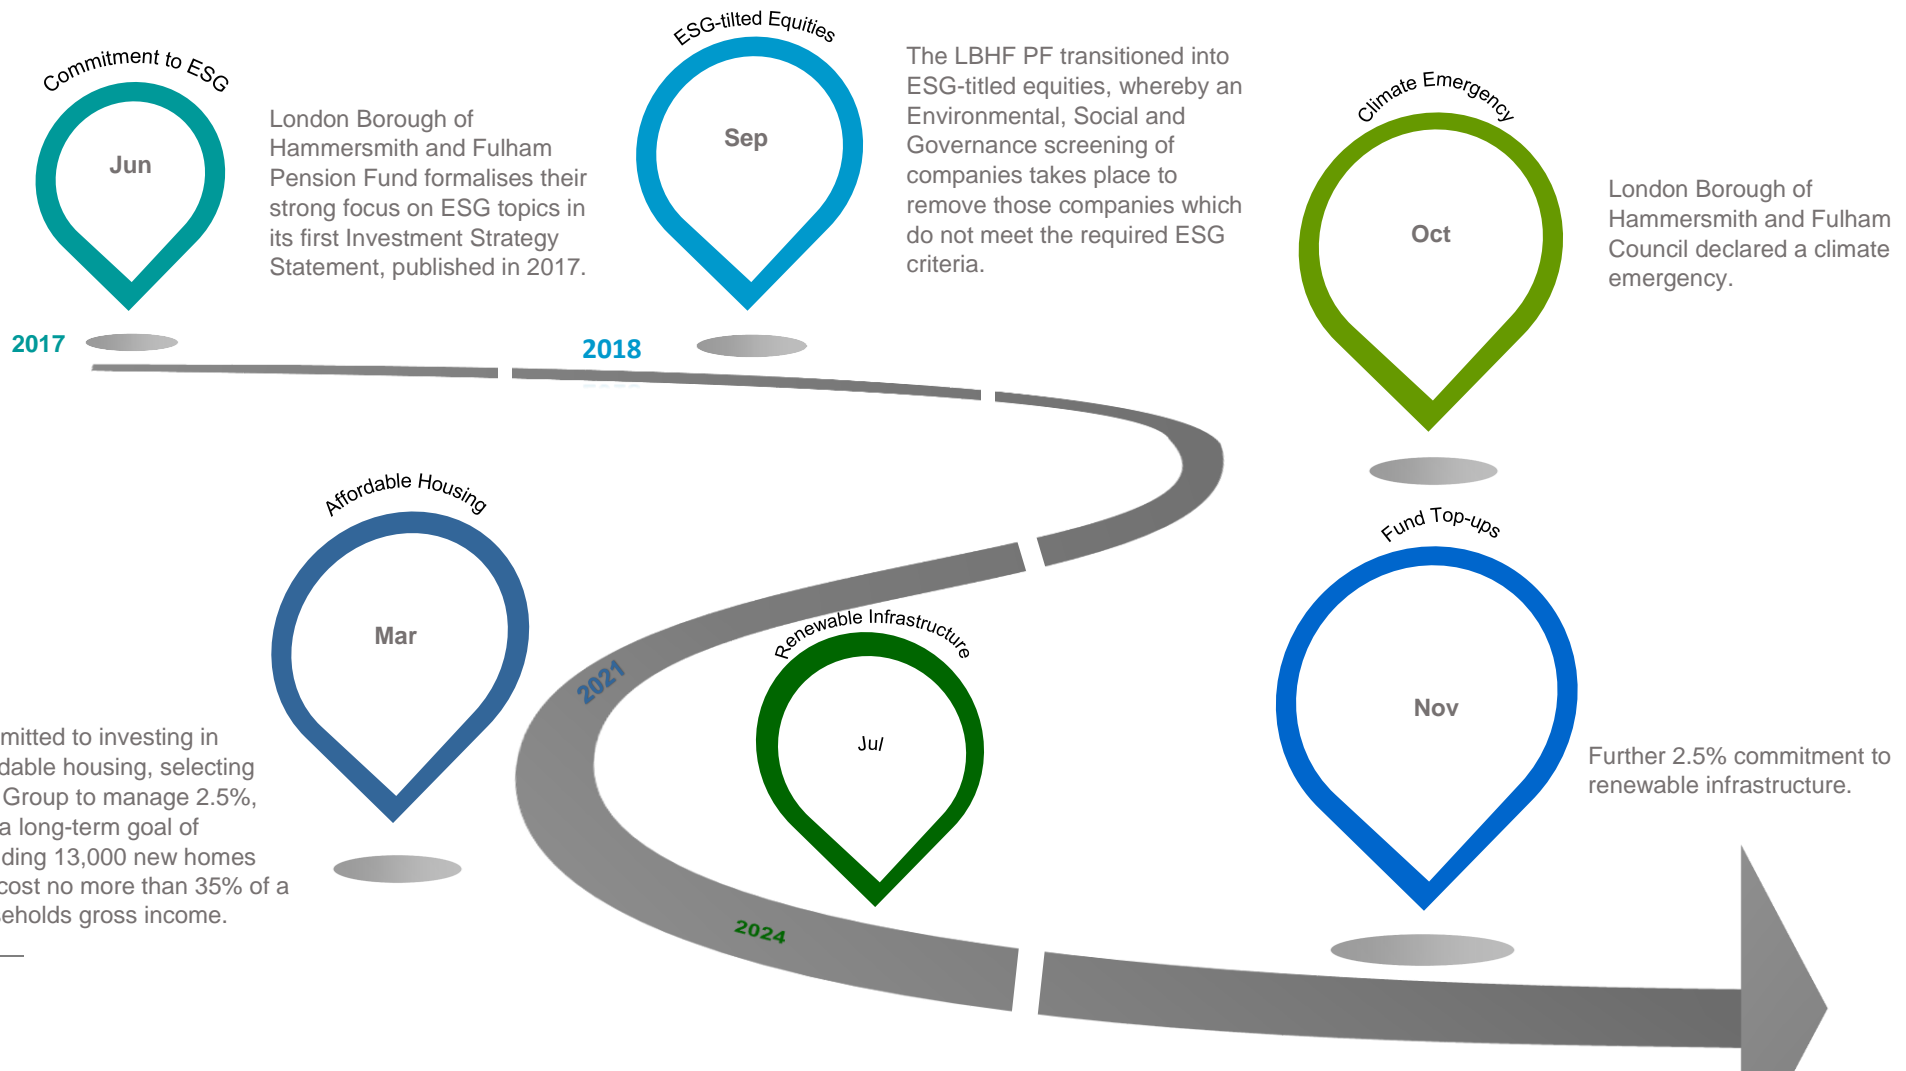 Commitment to ESG
Jun
London Borough of
Hammersmith and Fulham
Pension Fund formalises their
strong focus on ESG topics in
its first Investment Strategy
Statement, published in 2017.
2017
ESG-tilted Equities
Sep
The LBHF PF transitioned into
ESG-titled equities, whereby an
Environmental, Social and
Governance screening of
companies takes place to
remove those companies which
do not meet the required ESG
criteria.
2018
Climate Emergency
Oct
London Borough of
Hammersmith and Fulham
Council declared a climate
emergency.
Affordable Housing
Mar
mitted to investing in
dable housing, selecting
Group to manage 2.5%,
a long-term goal of
ding 13,000 new homes
cost no more than 35% of a
seholds gross income.
2021
Renewable Infrastructure
Jul
2024
Fund Top-ups
Nov
Further 2.5% commitment to
renewable infrastructure.